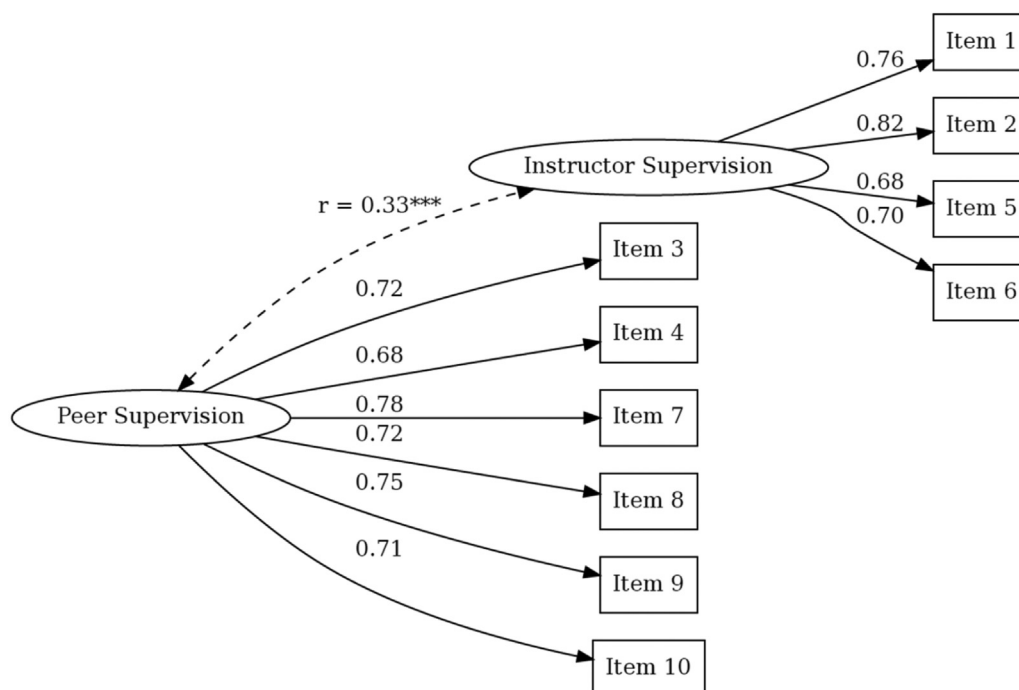 Item 1
0.76
0.82
Item 2
Instructor Supervision
0.68
Item 5
r = 0.33***
0.70
Item 3
Item 6
0.72
Item 4
0.68
Peer Supervision
0.78
Item 7
0.72
0.75
Item 8
0.71
Item 9
Item 10